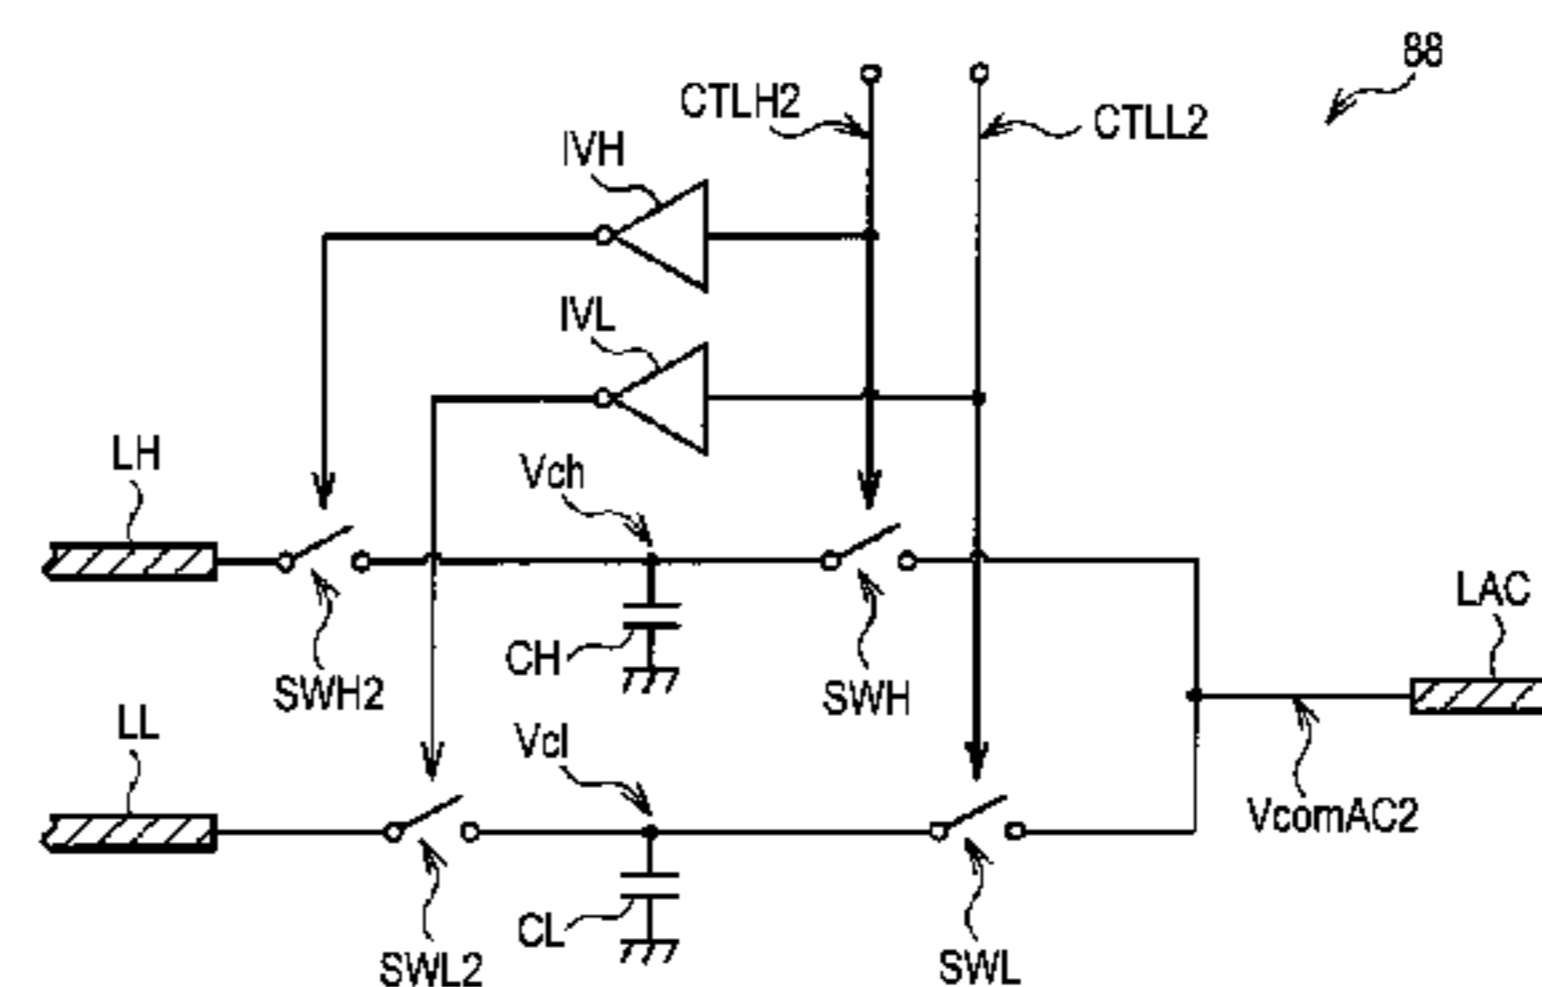 88
CTLH2
CTLL2
IVH
IVL
LH
Vch
LAC
CH
SWH2
SWH
LL
Vcl
VcomAC2
CL
SWL2
SWL